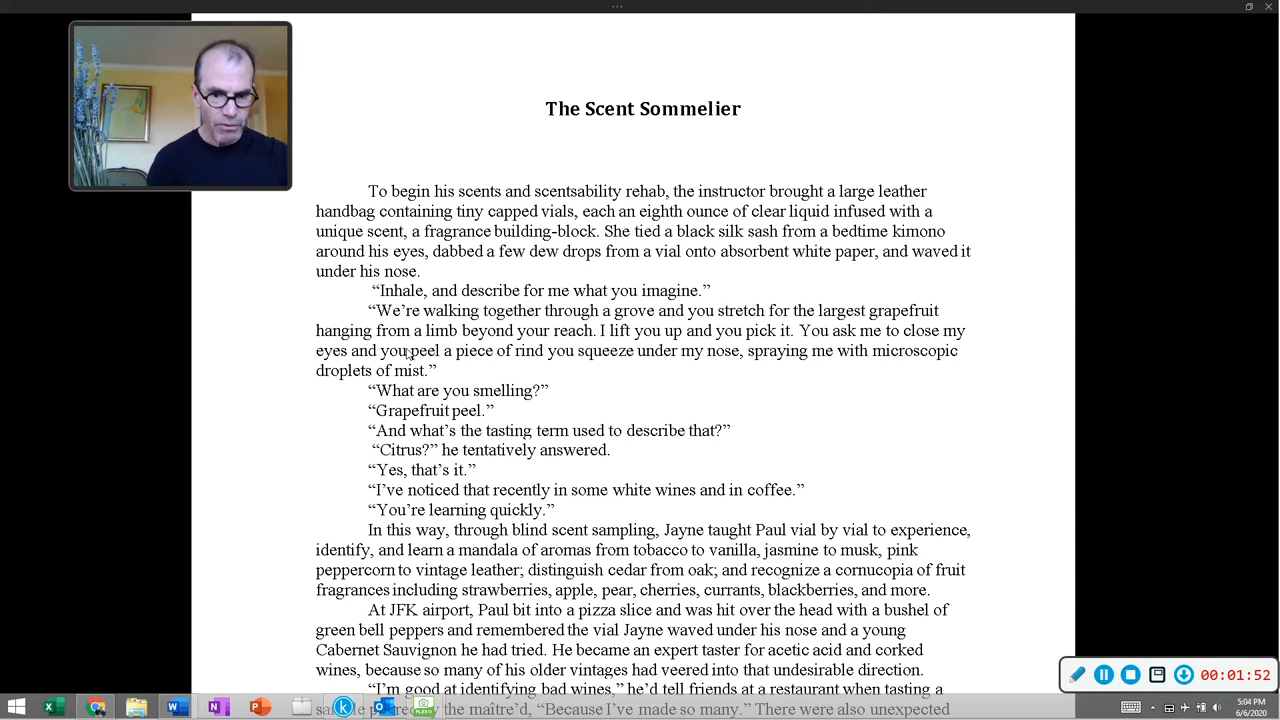 The Scent Sommelier
To begin his scents and scentsability rehab, the instructor brought a large leather
handbag containing tiny capped vials, each an eighth ounce of clear liquid infused with a
unique scent, a fragrance building-block. She tied a black silk sash from a bedtime kimono
around his eyes, dabbed a few dew drops from a vial onto absorbent white paper, and waved it
under his nose.
“Inhale, and describe for me what you imagine.”
“We’re walking together through a grove and you stretch for the largest grapefruit
hanging from a limb beyond your reach. I lift you up and you pick it. You ask me to close my
eyes and you peel a piece of rind you squeeze under my nose, spraying me with microscopic
droplets of mist.”
“What are you smelling?”
“Grapefruit peel.”
“And what’s the tasting term used to describe that?”
“Citrus?” he tentatively answered.
“Yes, that’s it.”
“I’ve noticed that recently in some white wines and in coffee.”
“You’re learning quickly.”
In this way, through blind scent sampling, Jayne taught Paul vial by vial to experience,
identify, and learn a mandala of aromas from tobacco to vanilla, jasmine to musk, pink
peppercorn to vintage leather; distinguish cedar from oak; and recognize a cornucopia of fruit
fragrances including strawberries, apple, pear, cherries, currants, blackberries, and more.
At JFK airport, Paul bit into a pizza slice and was hit over the head with a bushel of
green bell peppers and remembered the vial Jayne waved under his nose and a young
Cabernet Sauvignon he had tried. He became an expert taster for acetic acid and corked
wines, because so many of his older vintages had veered into that undesirable direction.
“I’m good at identifying bad wines,” he’d tell friends at a restaurant when tasting a
the maître’d, “Because I’ve made so many.” There were also unexpected
00:01:52
5:04 PM
6/6/2020